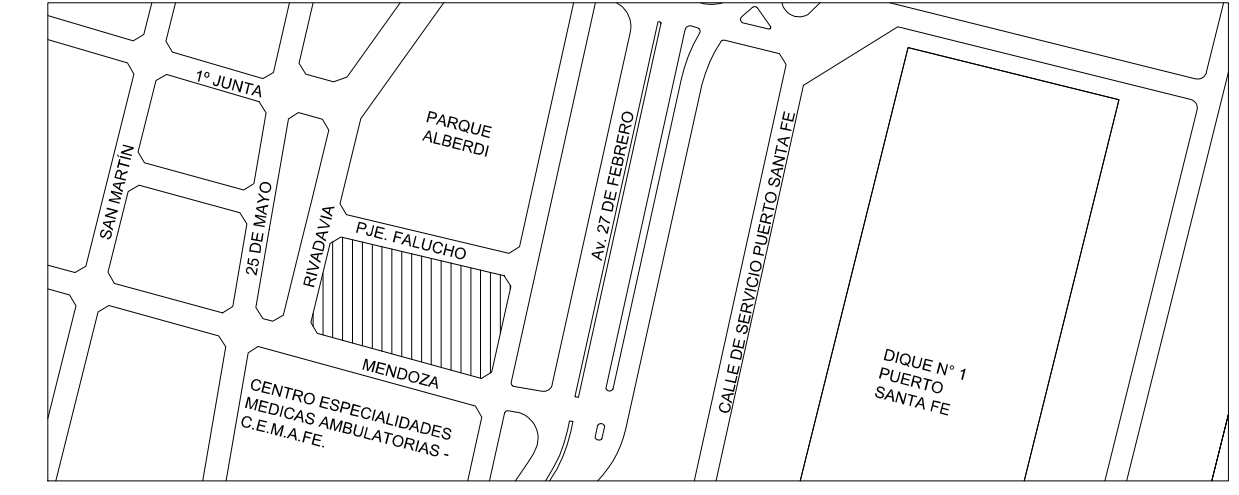 1º JUNTA
PARQUE
ALBERDI
SAN MARTÍN
25 DE MAYO
RIVADAVIA
PJE. FALUCHO
Av. 27 DE FEBRERO
CALLE DE SERVICIO PUERTO SANTA FE
MENDOZA
CENTRO ESPECIALIDADES
MEDICAS AMBULATORIAS -
C.E.M.A.FE.
DIQUE N° 1
PUERTO
SANTA FE